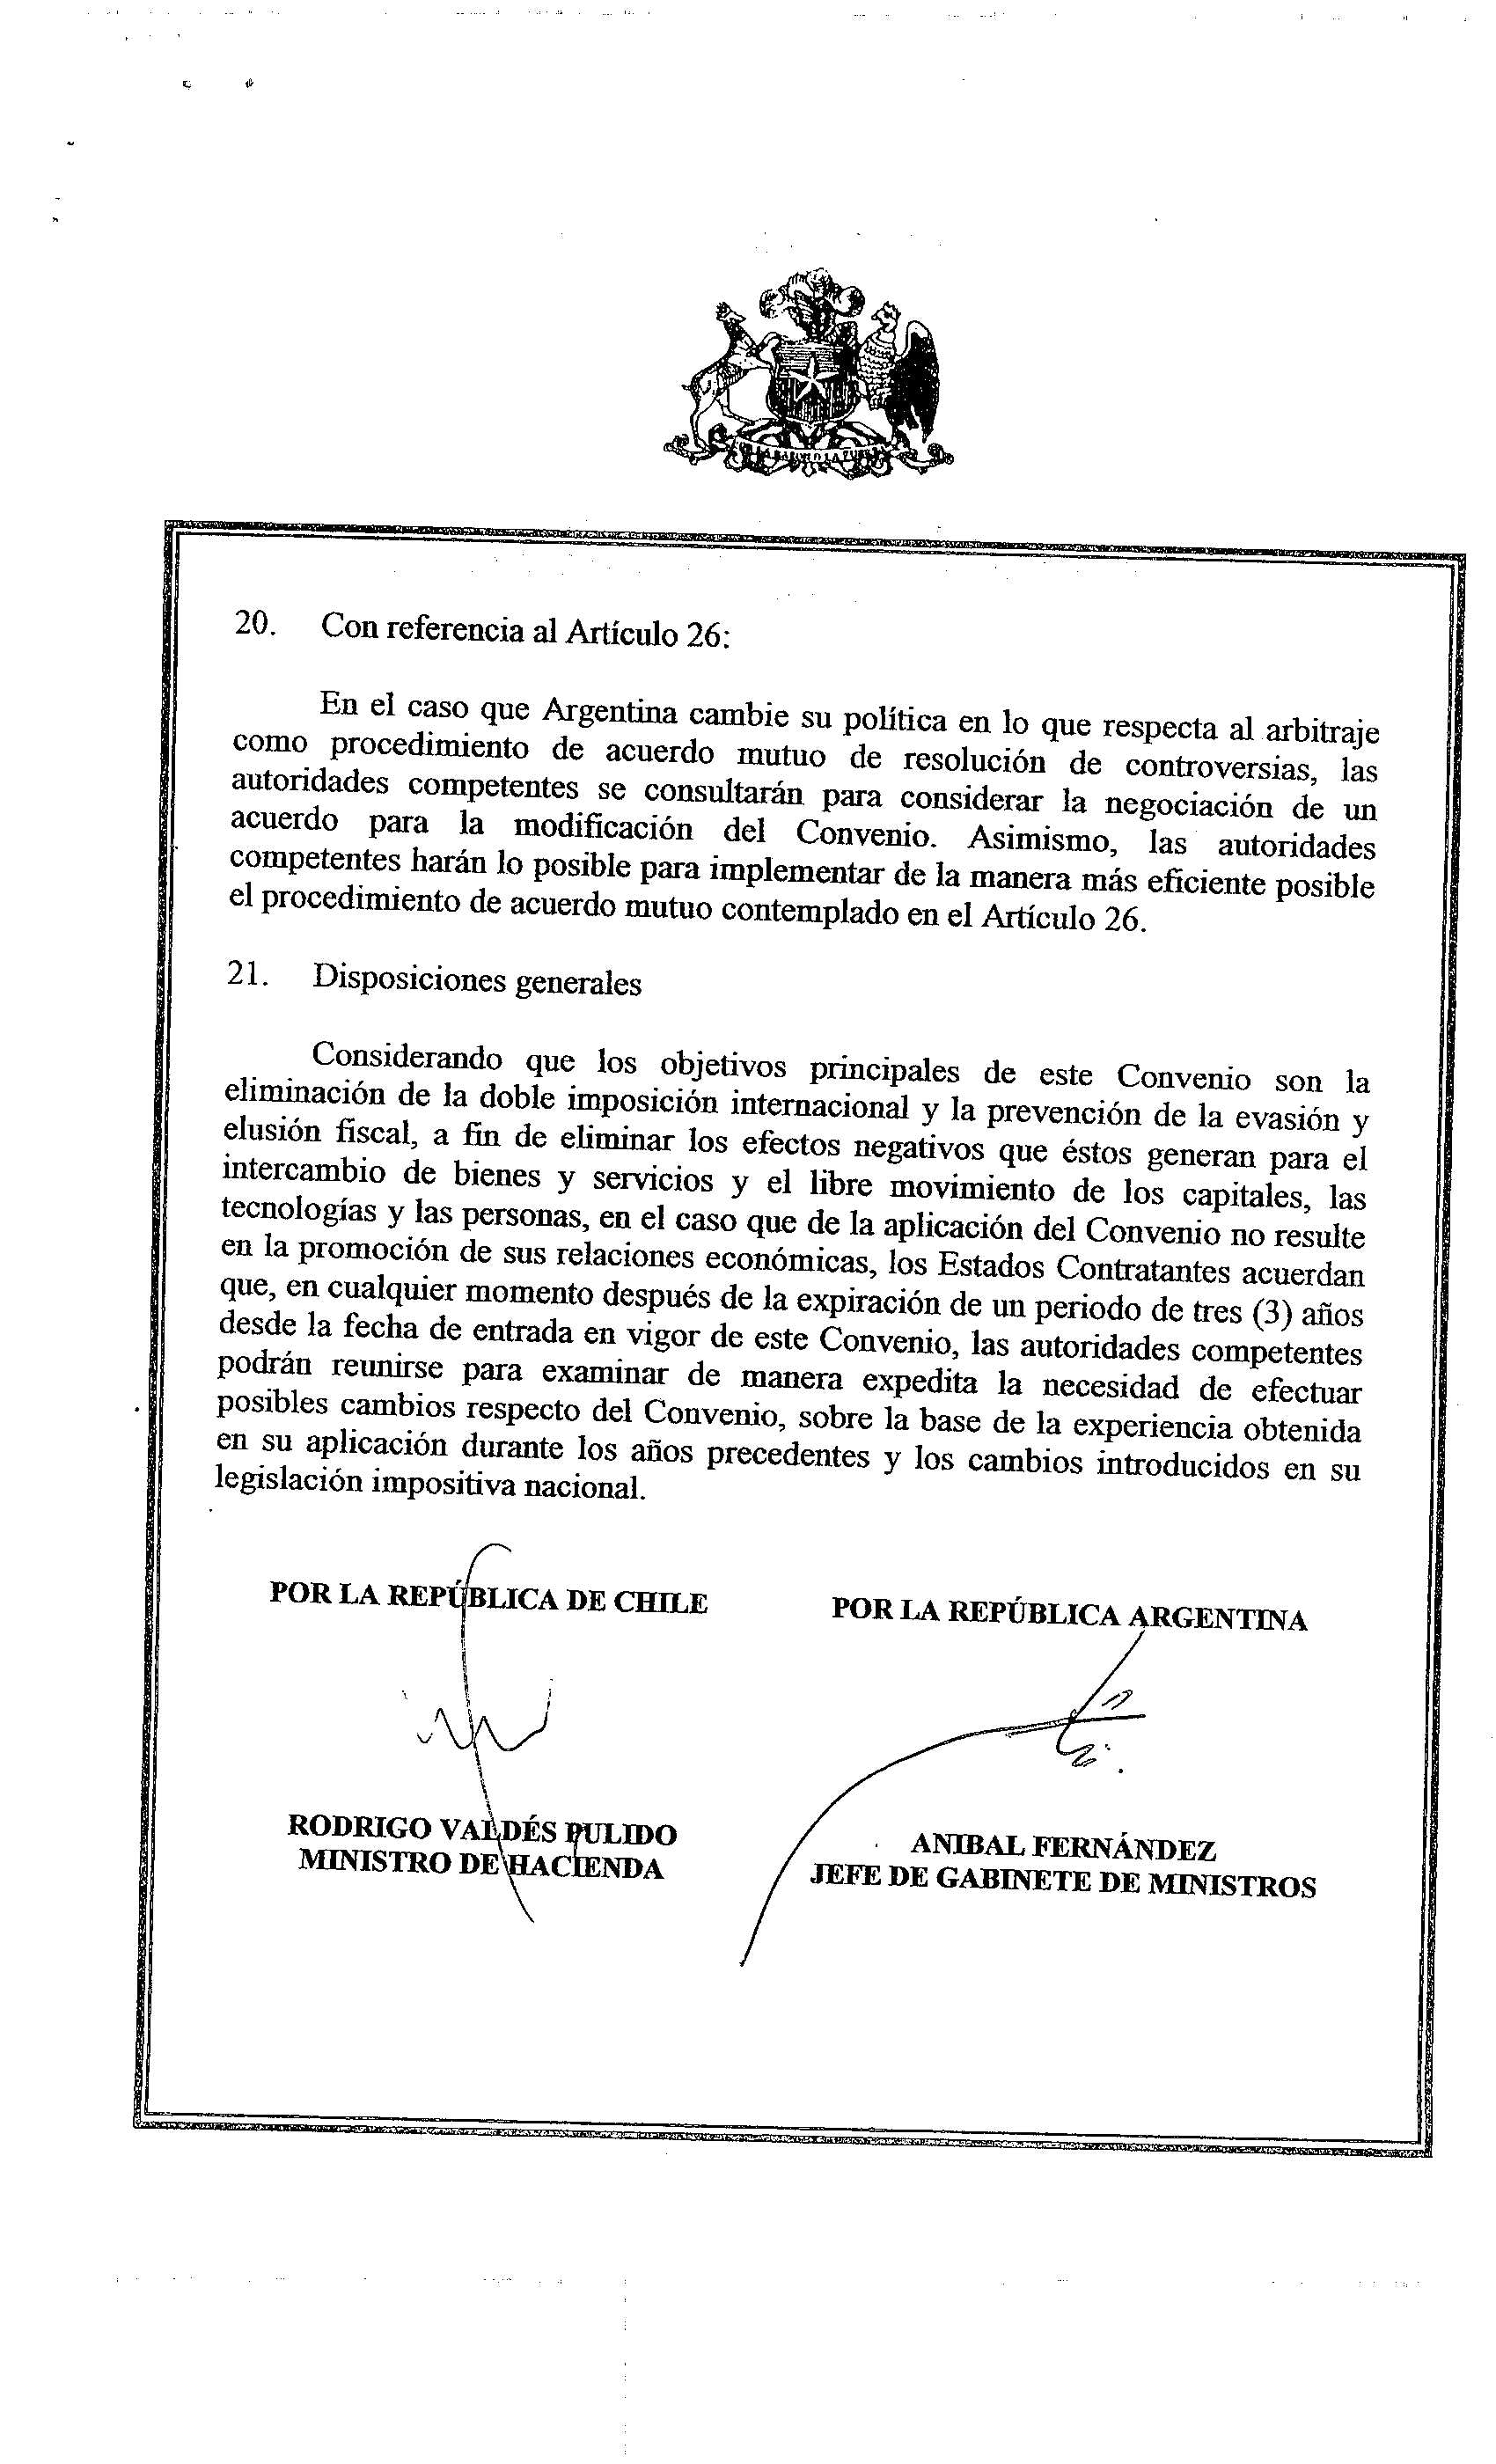 20. Con referencia al Artículo 26:
En el caso que Argentina cambie su política en lo que respecta al arbitraje
como procedimiento de acuerdo mutuo de resolución de controversias, las
autoridades competentes se consultarán para considerar la negociación de un
acuerdo para la modificación del Convenio. Asimismo, las autoridades
competentes harán lo posible para implementar de la manera más eficiente posible
el procedimiento de acuerdo mutuo contemplado en el Artículo 26.
21. Disposiciones generales
Considerando que los objetivos principales de este Convenio son la
eliminación de la doble imposición internacional y la prevención de la evasión y
elusión fiscal, a fin de eliminar los efectos negativos que éstos generan para el
intercambio de bienes y servicios y el libre movimiento de los capitales, las
tecnologías y las personas, en el caso que de la aplicación del Convenio no resulte
en la promoción de sus relaciones económicas, los Estados Contratantes acuerdan
que, en cualquier momento después de la expiración de un periodo de tres (3) años
desde la fecha de entrada en vigor de este Convenio, las autoridades competentes
podrán reunirse para examinar de manera expedita la necesidad de efectuar
posibles cambios respecto del Convenio, sobre la base de la experiencia obtenida
en su aplicación durante los años precedentes y los cambios introducidos en su
legislación impositiva nacional.
POR LA REPÚBLICA DE CHILE
RODRIGO VALDÉS PULIDO
MINISTRO DE HACIENDA
POR LA REPÚBLICA ARGENTINA
ANIBAL FERNÁNDEZ
JEFE DE GABINETE DE MINISTROS